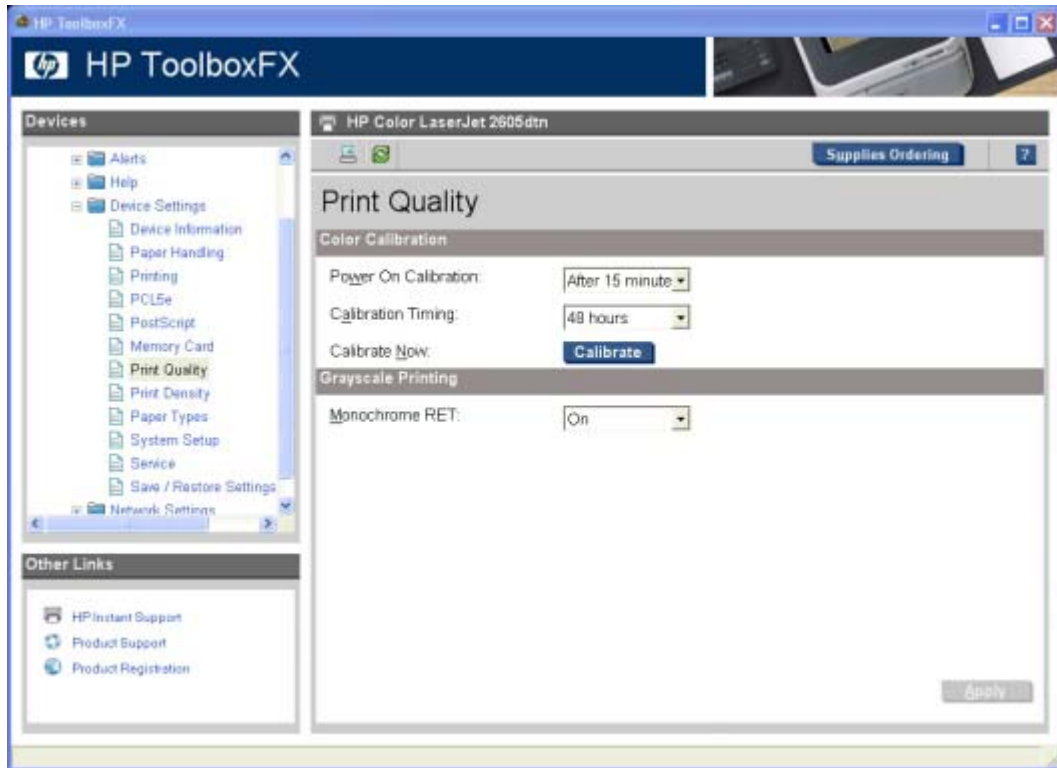 HP ToolboxFX
hp HP ToolboxFX
Devices
Alerts
Help
Device Settings
Device Information
Paper Handling
Printing
PCL5e
PostScript
Memory Card
Print Quality
Print Density
Paper Types
System Setup
Service
Save / Restore Settings
Network Settings
Other Links
HP Instant Support
Product Support
Product Registration
HP Color LaserJet 2605dtn
Supplies Ordering ?
Print Quality
Color Calibration
Power On Calibration: After 15 minute
Calibration Timing: 48 hours
Calibrate Now: Calibrate
Grayscale Printing
Monochrome RET: On
Apply